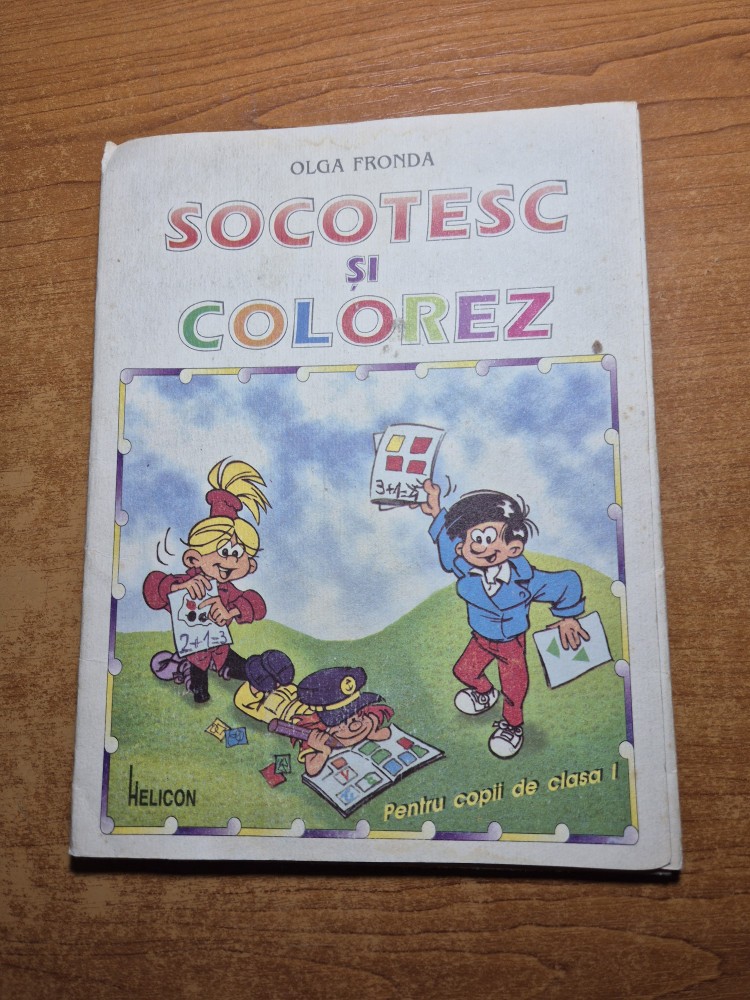 OLGA FRONDA
SOCOTESC
ȘI
COLOREZ
3+1=4
2+1=3
HELICON
Pentru copii de clasa I